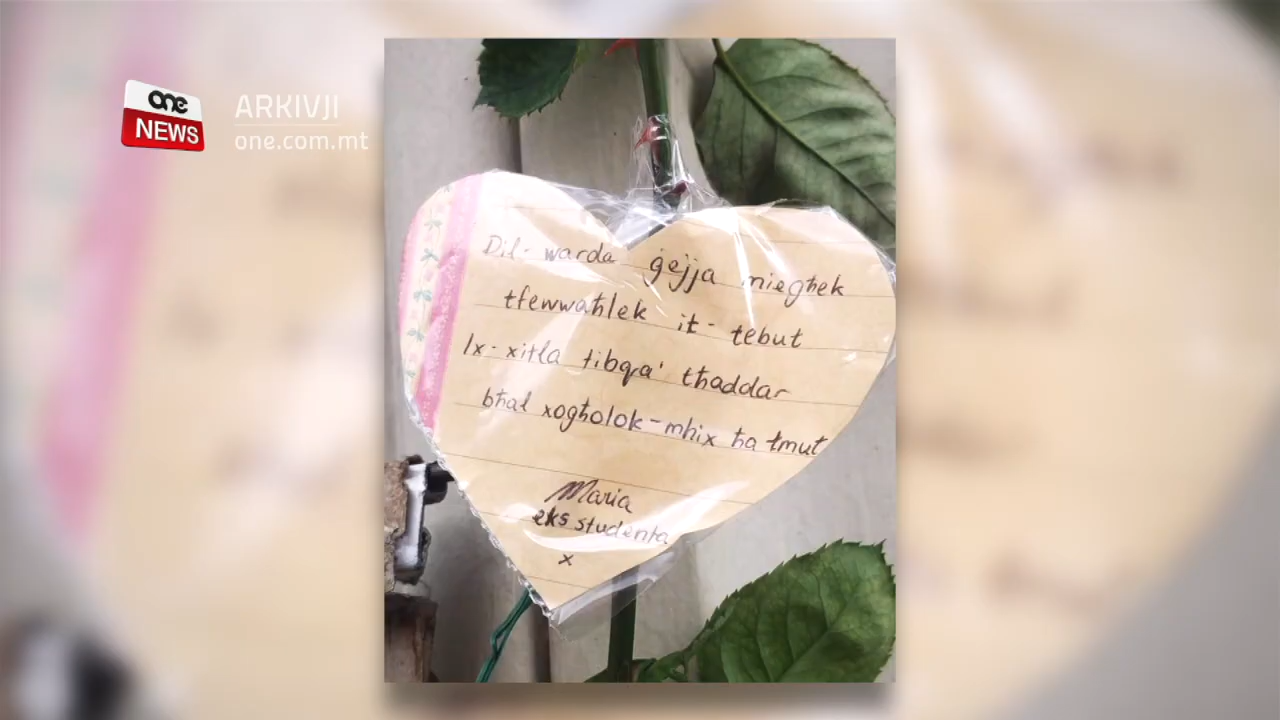 one
NEWS
ARKIVJI
one.com.mt
Dil-warda ġejja miegħek
tfewwaħlek it-tebut
Ix-xitla tibqa' tħaddar
bħal xogħolok-mhix ħa tmut
Maria
eks studenta
x